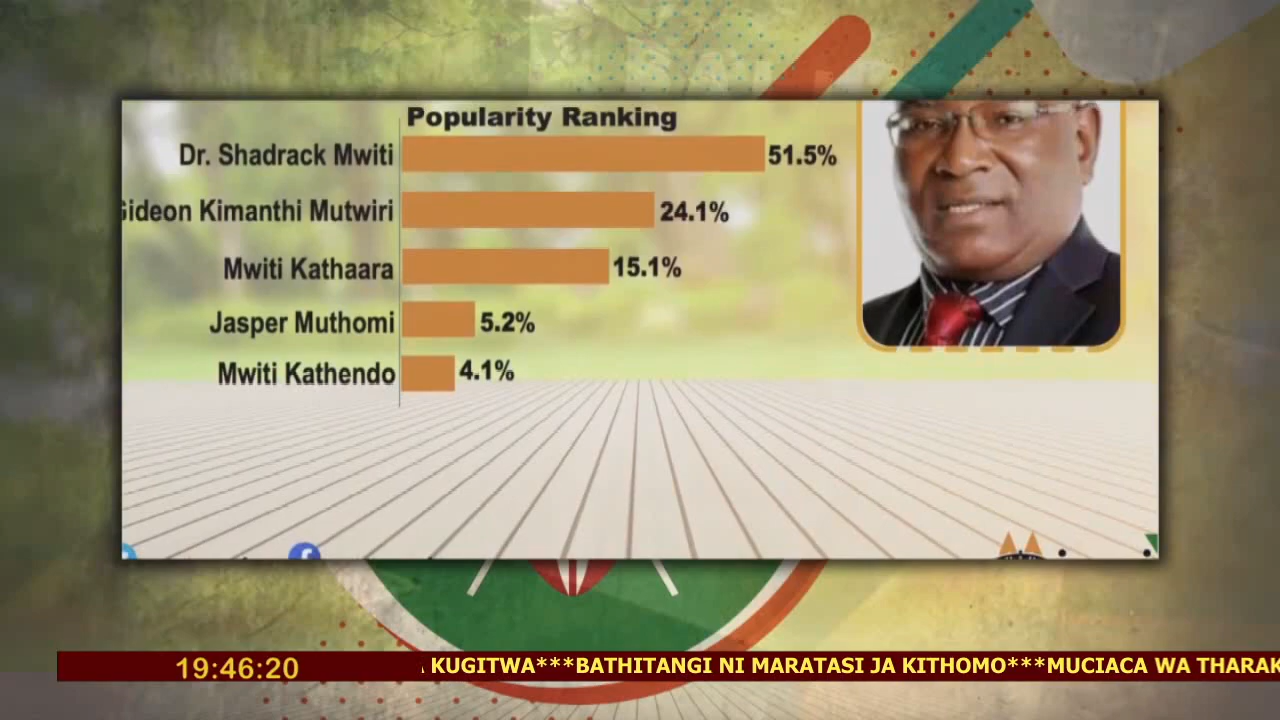 Popularity Ranking
Dr. Shadrack Mwiti 51.5%
Gideon Kimanthi Mutwiri 24.1%
Mwiti Kathaara 15.1%
Jasper Muthomi 5.2%
Mwiti Kathendo 4.1%
19:46:20 KUGITWA***BATHITANGI NI MARATASI JA KITHOMO***MUCIACA WA THARAK